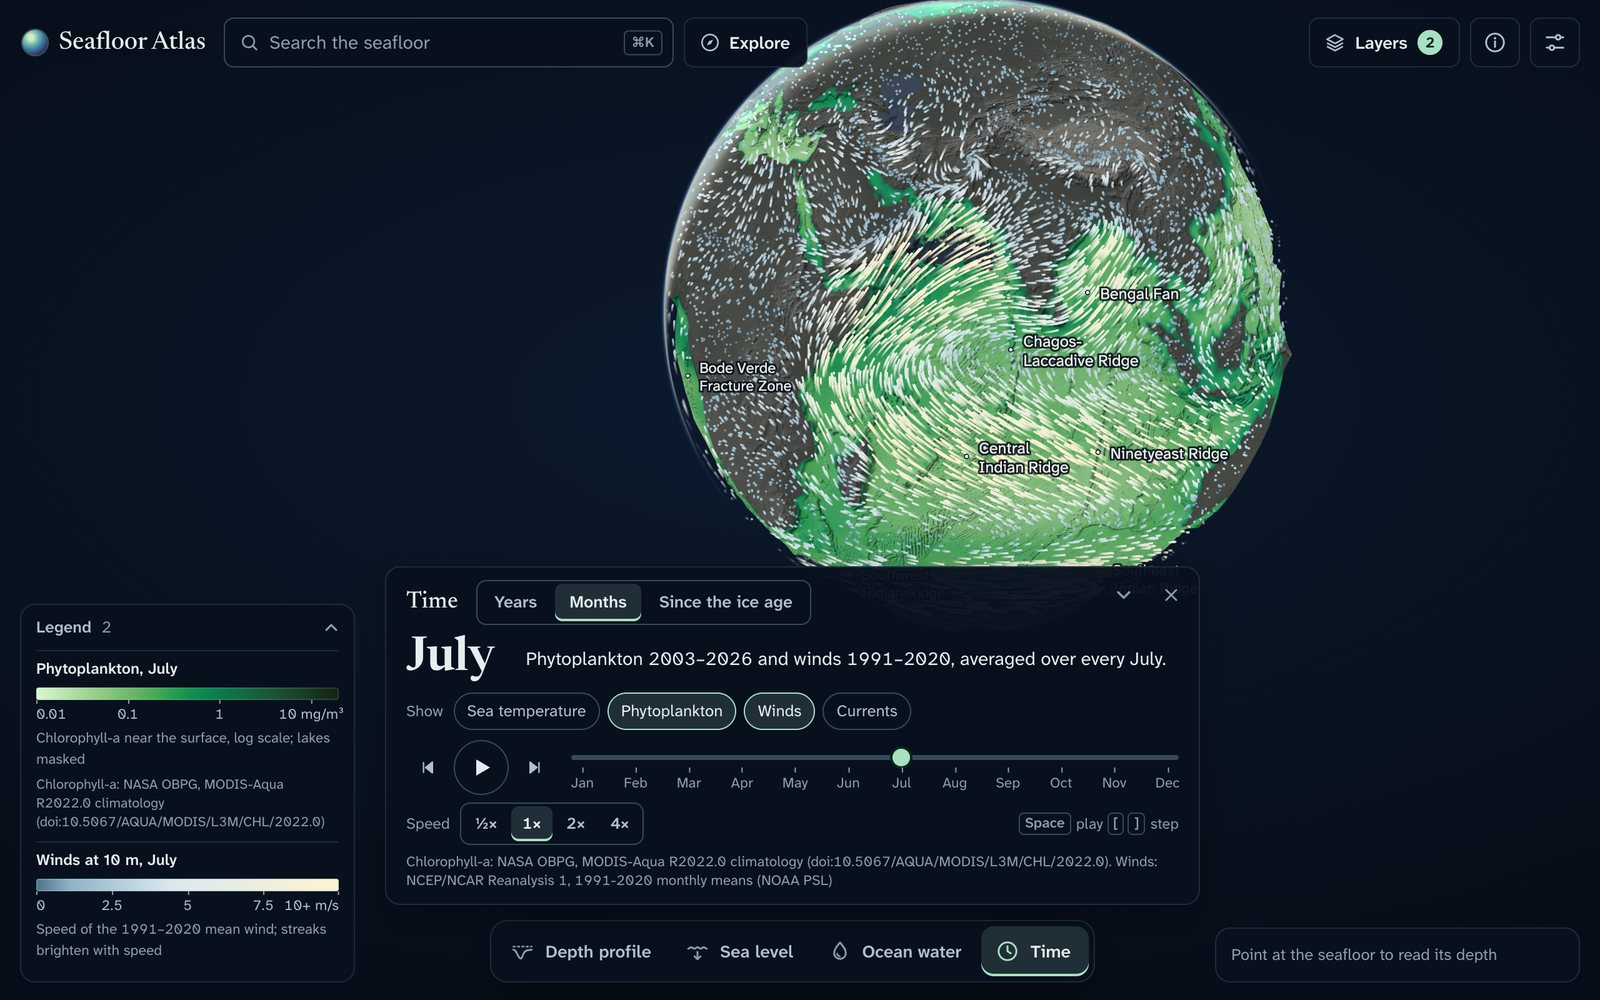 Seafloor Atlas
Search the seafloor
⌘K
Explore
Layers 2
Bengal Fan
Chagos-
Laccadive Ridge
Bode Verde
Fracture Zone
Central
Indian Ridge
Ninetyeast Ridge
Southwest
Indian Ridge
Southeast
Indian Ridge
Time
Years
Months
Since the ice age
July
Phytoplankton 2003–2026 and winds 1991–2020, averaged over every July.
Show
Sea temperature
Phytoplankton
Winds
Currents
Jan Feb Mar Apr May Jun Jul Aug Sep Oct Nov Dec
Speed
½× 1× 2× 4×
Space play [ ] step
Chlorophyll-a: NASA OBPG, MODIS-Aqua R2022.0 climatology (doi:10.5067/AQUA/MODIS/L3M/CHL/2022.0). Winds:
NCEP/NCAR Reanalysis 1, 1991-2020 monthly means (NOAA PSL)
Legend 2
Phytoplankton, July
0.01 0.1 1 10 mg/m³
Chlorophyll-a near the surface, log scale; lakes
masked
Chlorophyll-a: NASA OBPG, MODIS-Aqua
R2022.0 climatology
(doi:10.5067/AQUA/MODIS/L3M/CHL/2022.0)
Winds at 10 m, July
0 2.5 5 7.5 10+ m/s
Speed of the 1991–2020 mean wind; streaks
brighten with speed
Depth profile
Sea level
Ocean water
Time
Point at the seafloor to read its depth